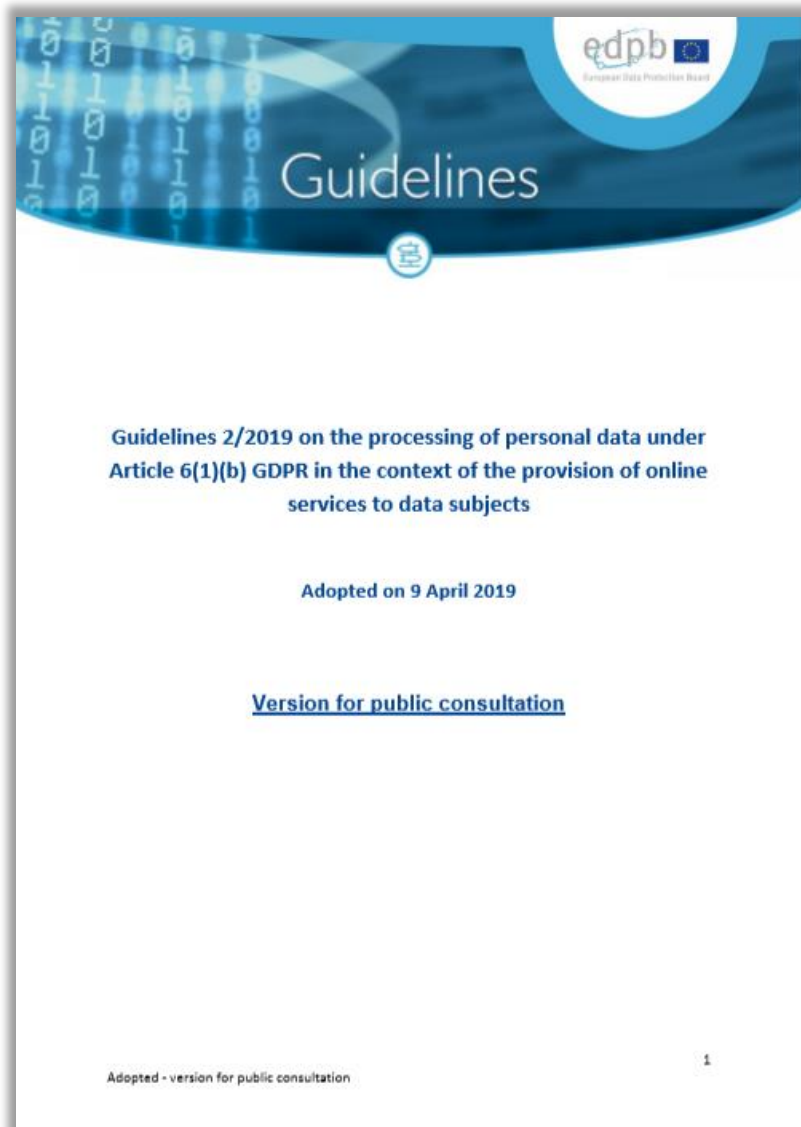 edpb
European Data Protection Board
Guidelines
Guidelines 2/2019 on the processing of personal data under
Article 6(1)(b) GDPR in the context of the provision of online
services to data subjects
Adopted on 9 April 2019
Version for public consultation
1
Adopted - version for public consultation